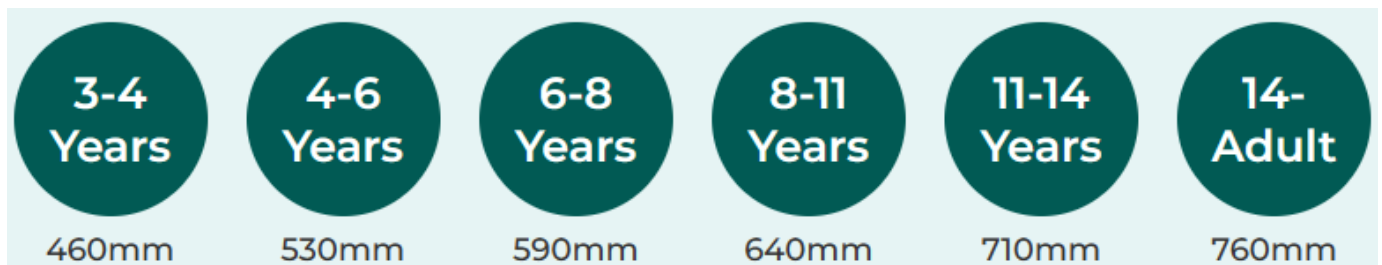 3-4
Years
4-6
Years
6-8
Years
8-11
Years
11-14
Years
14-
Adult
460mm
530mm
590mm
640mm
710mm
760mm